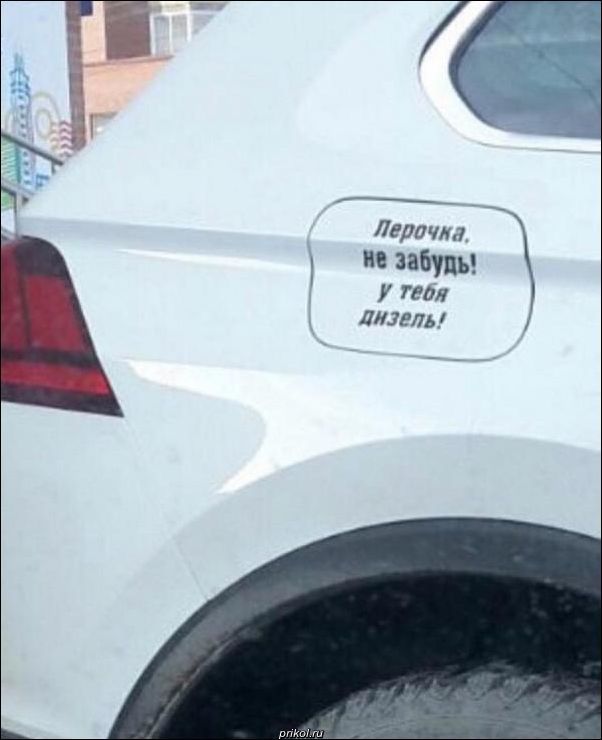 Лерочка,
не забудь!
у тебя
дизель!
prikol.ru